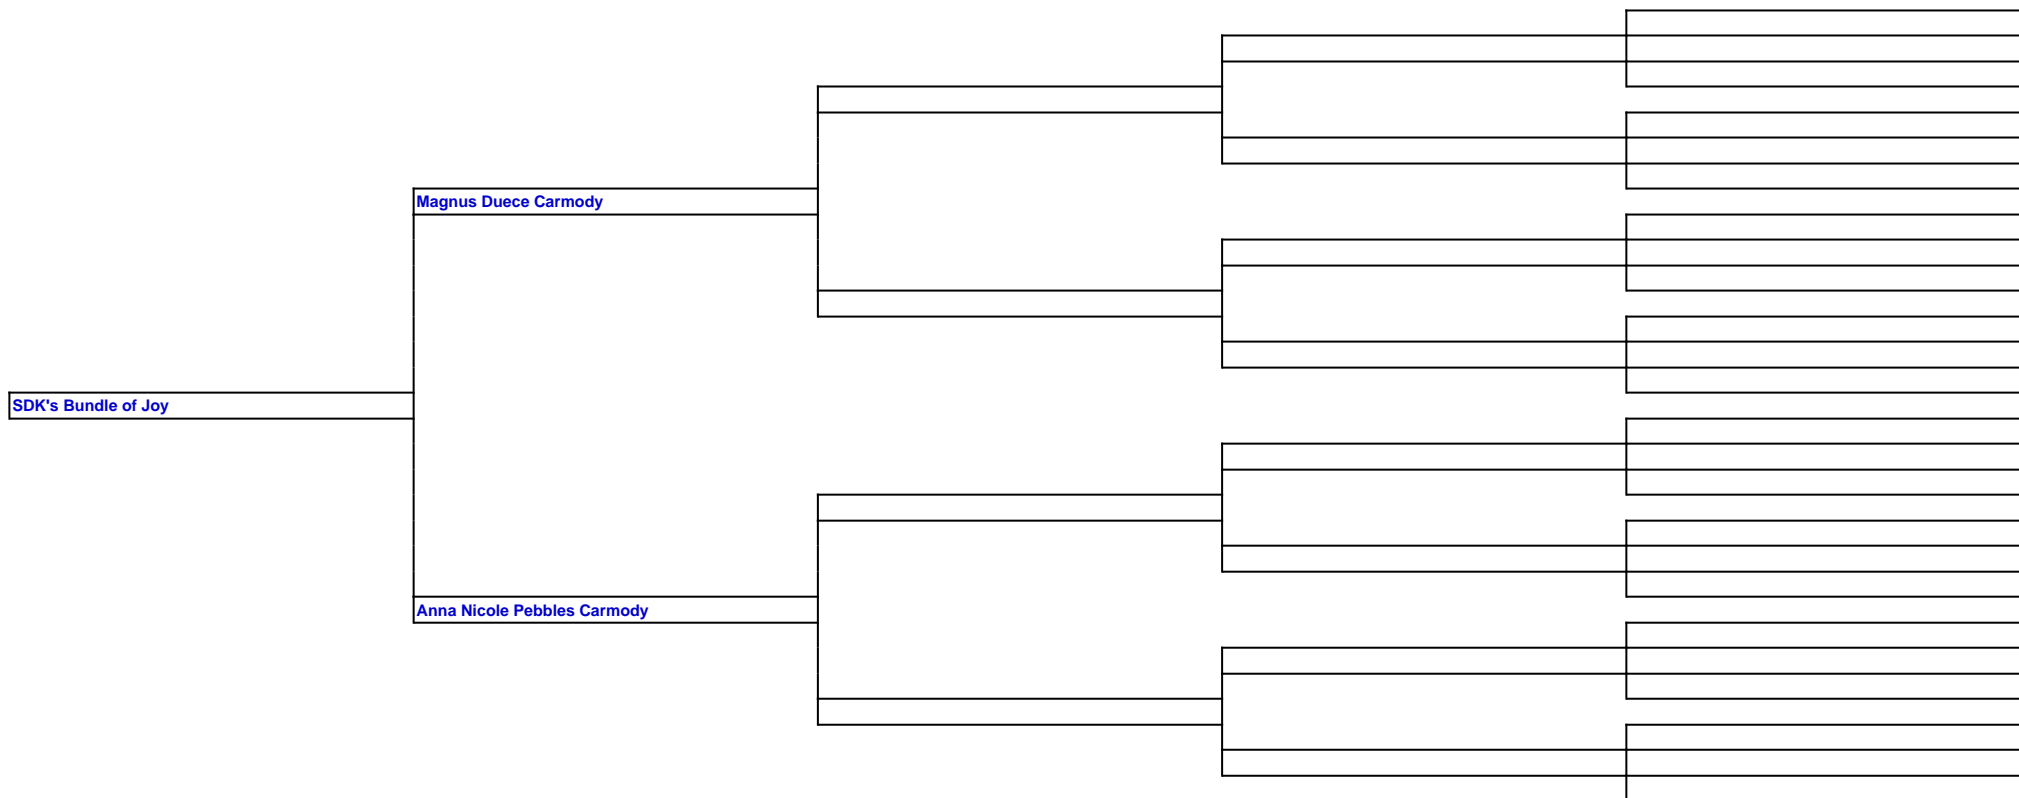 Magnus Duece Carmody
SDK's Bundle of Joy
Anna Nicole Pebbles Carmody